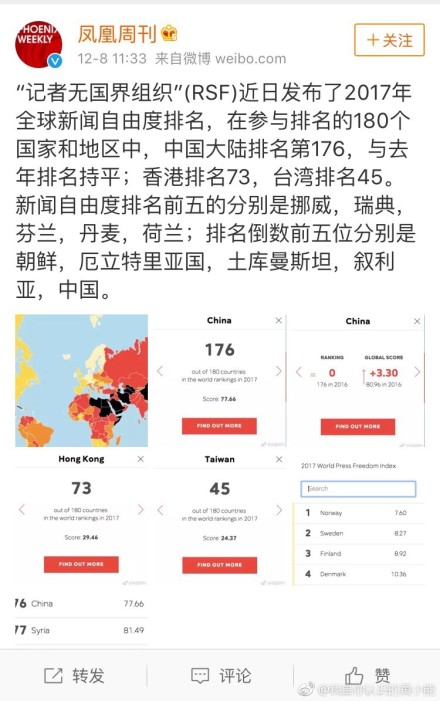 PHOENIX
WEEKLY
凤凰周刊
12-8 11:33 来自微博 weibo.com
+关注
“记者无国界组织”(RSF)近日发布了2017年
全球新闻自由度排名，在参与排名的180个
国家和地区中，中国大陆排名第176，与去
年排名持平；香港排名73，台湾排名45。
新闻自由度排名前五的分别是挪威，瑞典，
芬兰，丹麦，荷兰；排名倒数前五位分别是
朝鲜，厄立特里亚国，土库曼斯坦，叙利
亚，中国。
China
176
out of 180 countries
in the world rankings in 2017
Score: 77.66
FIND OUT MORE
China
RANKING
0
176 in 2016
GLOBAL SCORE
+3.30
80.96 in 2016
FIND OUT MORE
Hong Kong
73
out of 180 countries
in the world rankings in 2017
Score: 29.46
FIND OUT MORE
Taiwan
45
out of 180 countries
in the world rankings in 2017
Score: 24.37
FIND OUT MORE
2017 World Press Freedom Index
Search
1 Norway 7.60
2 Sweden 8.27
3 Finland 8.92
4 Denmark 10.36
76 China 77.66
77 Syria 81.49
转发
评论
赞